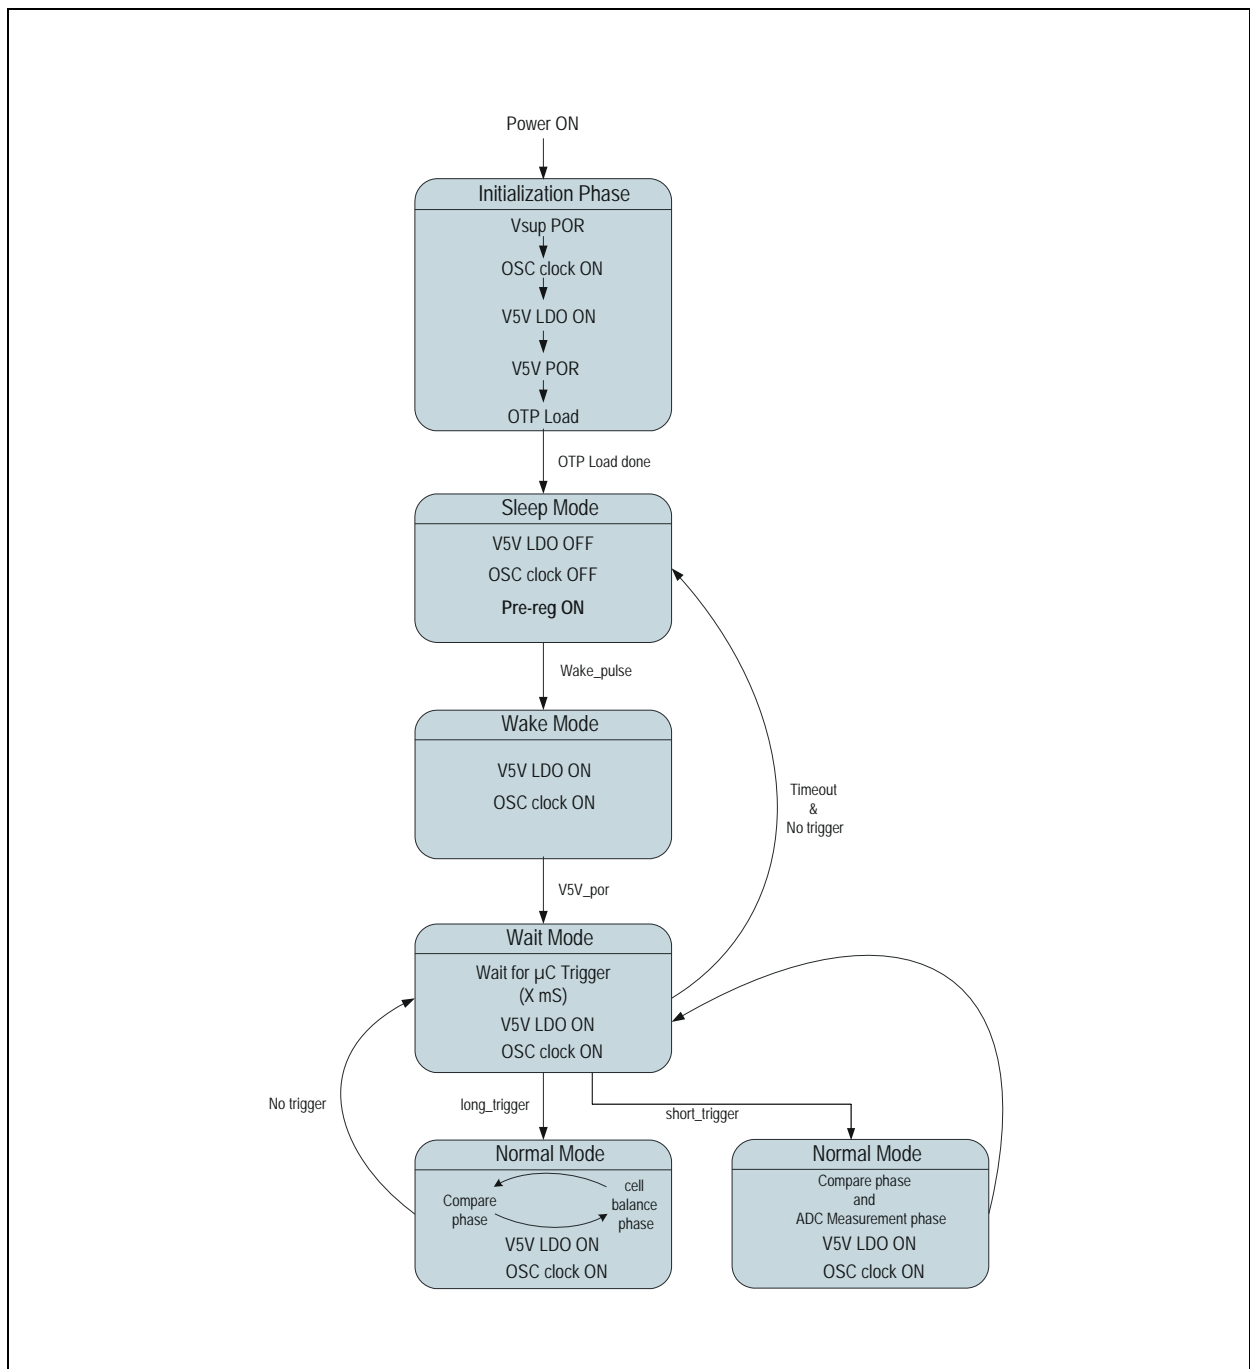 Power ON
Initialization Phase
Vsup POR
OSC clock ON
V5V LDO ON
V5V POR
OTP Load
OTP Load done
Sleep Mode
V5V LDO OFF
OSC clock OFF
Pre-reg ON
Wake_pulse
Wake Mode
V5V LDO ON
OSC clock ON
Timeout
&
No trigger
V5V_por
Wait Mode
Wait for µC Trigger
(X mS)
V5V LDO ON
OSC clock ON
No trigger
long_trigger
short_trigger
Normal Mode
Compare
phase
cell
balance
phase
V5V LDO ON
OSC clock ON
Normal Mode
Compare phase
and
ADC Measurement phase
V5V LDO ON
OSC clock ON